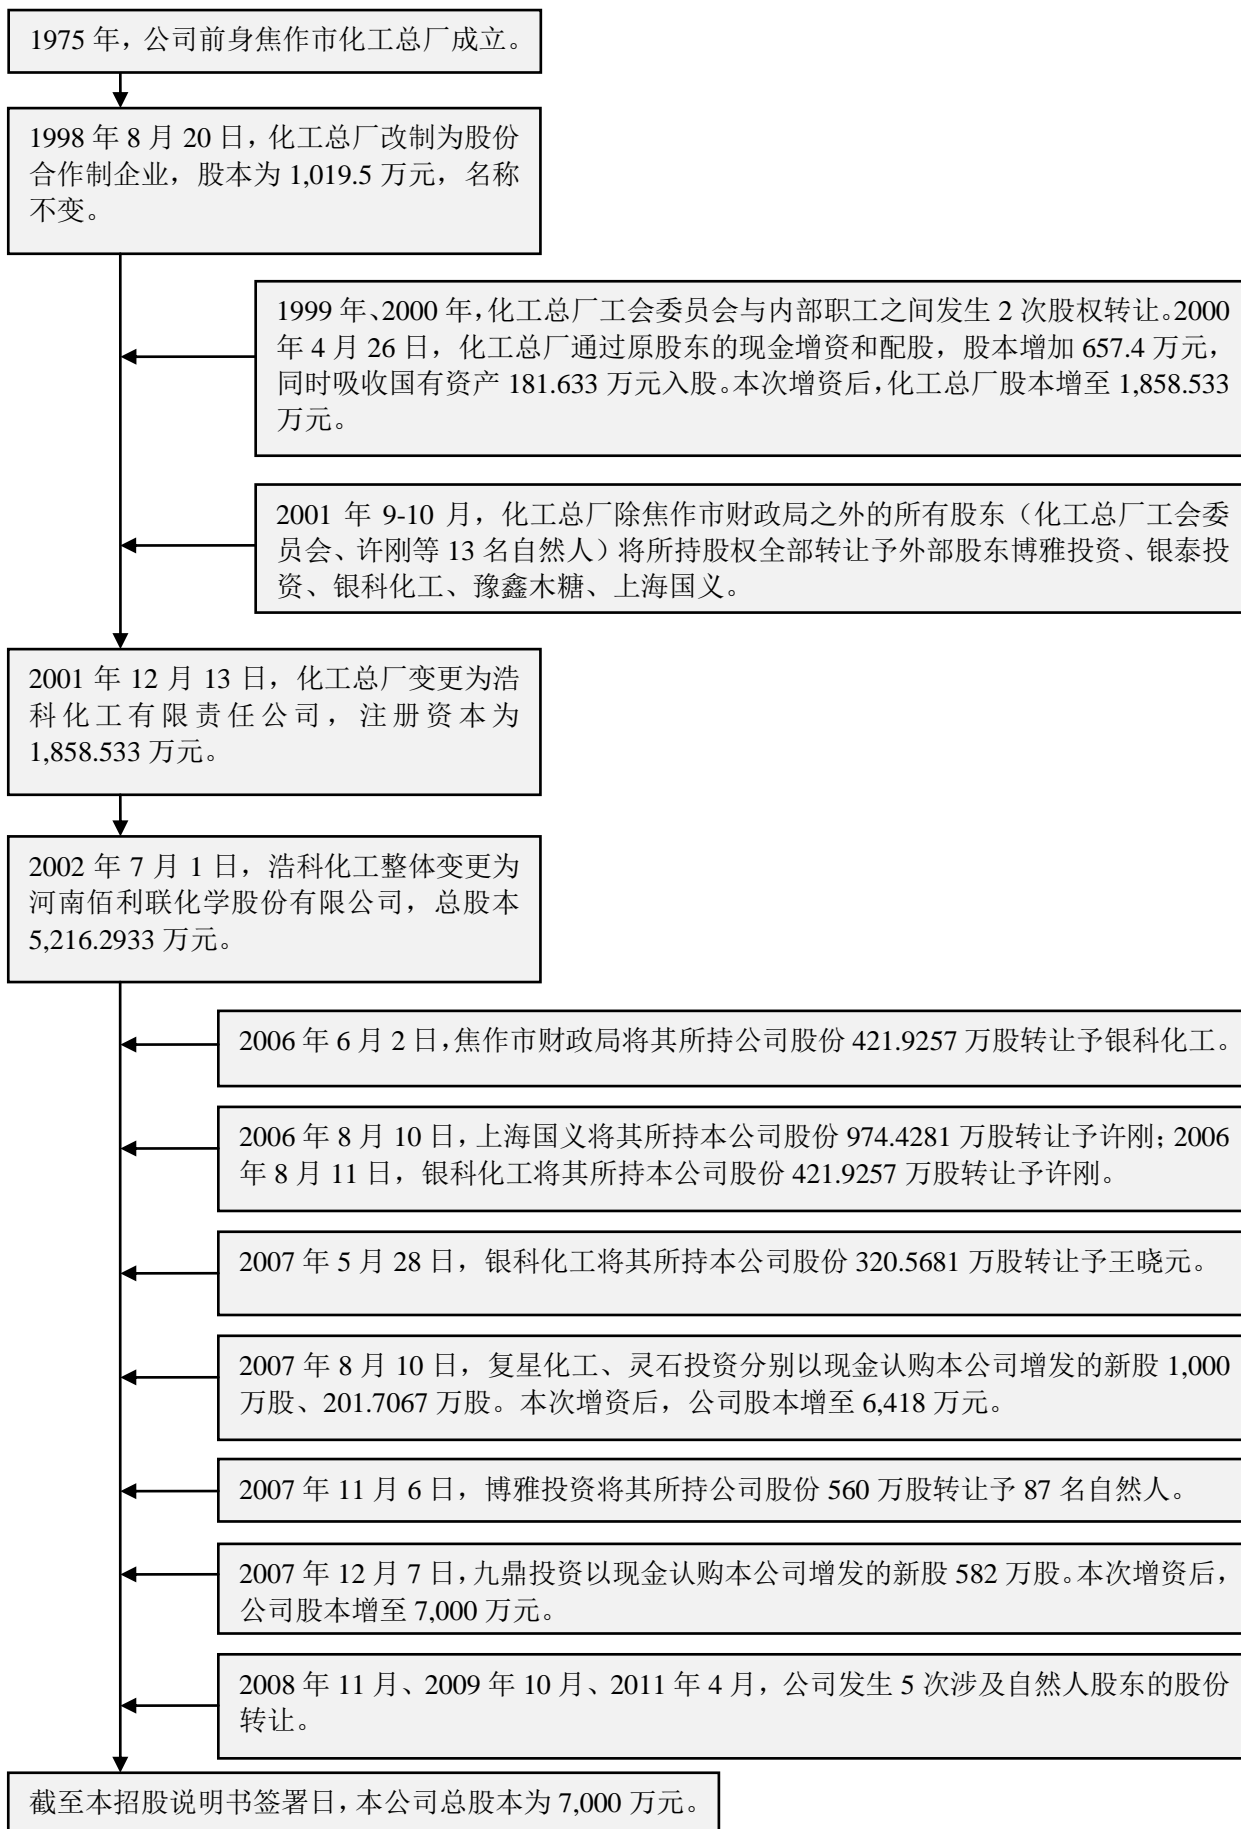 1975 年，公司前身焦作市化工总厂成立。
1998 年 8 月 20 日，化工总厂改制为股份
合作制企业，股本为 1,019.5 万元，名称
不变。
1999 年、2000 年，化工总厂工会委员会与内部职工之间发生 2 次股权转让。2000
年 4 月 26 日，化工总厂通过原股东的现金增资和配股，股本增加 657.4 万元，
同时吸收国有资产 181.633 万元入股。本次增资后，化工总厂股本增至 1,858.533
万元。
2001 年 9-10 月，化工总厂除焦作市财政局之外的所有股东（化工总厂工会委
员会、许刚等 13 名自然人）将所持股权全部转让予外部股东博雅投资、银泰投
资、银科化工、豫鑫木糖、上海国义。
2001 年 12 月 13 日，化工总厂变更为浩
科化工有限责任公司，注册资本为
1,858.533 万元。
2002 年 7 月 1 日，浩科化工整体变更为
河南佰利联化学股份有限公司，总股本
5,216.2933 万元。
2006 年 6 月 2 日，焦作市财政局将其所持公司股份 421.9257 万股转让予银科化工。
2006 年 8 月 10 日，上海国义将其所持本公司股份 974.4281 万股转让予许刚；2006
年 8 月 11 日，银科化工将其所持本公司股份 421.9257 万股转让予许刚。
2007 年 5 月 28 日，银科化工将其所持本公司股份 320.5681 万股转让予王晓元。
2007 年 8 月 10 日，复星化工、灵石投资分别以现金认购本公司增发的新股 1,000
万股、201.7067 万股。本次增资后，公司股本增至 6,418 万元。
2007 年 11 月 6 日，博雅投资将其所持公司股份 560 万股转让予 87 名自然人。
2007 年 12 月 7 日，九鼎投资以现金认购本公司增发的新股 582 万股。本次增资后，
公司股本增至 7,000 万元。
2008 年 11 月、2009 年 10 月、2011 年 4 月，公司发生 5 次涉及自然人股东的股份
转让。
截至本招股说明书签署日，本公司总股本为 7,000 万元。